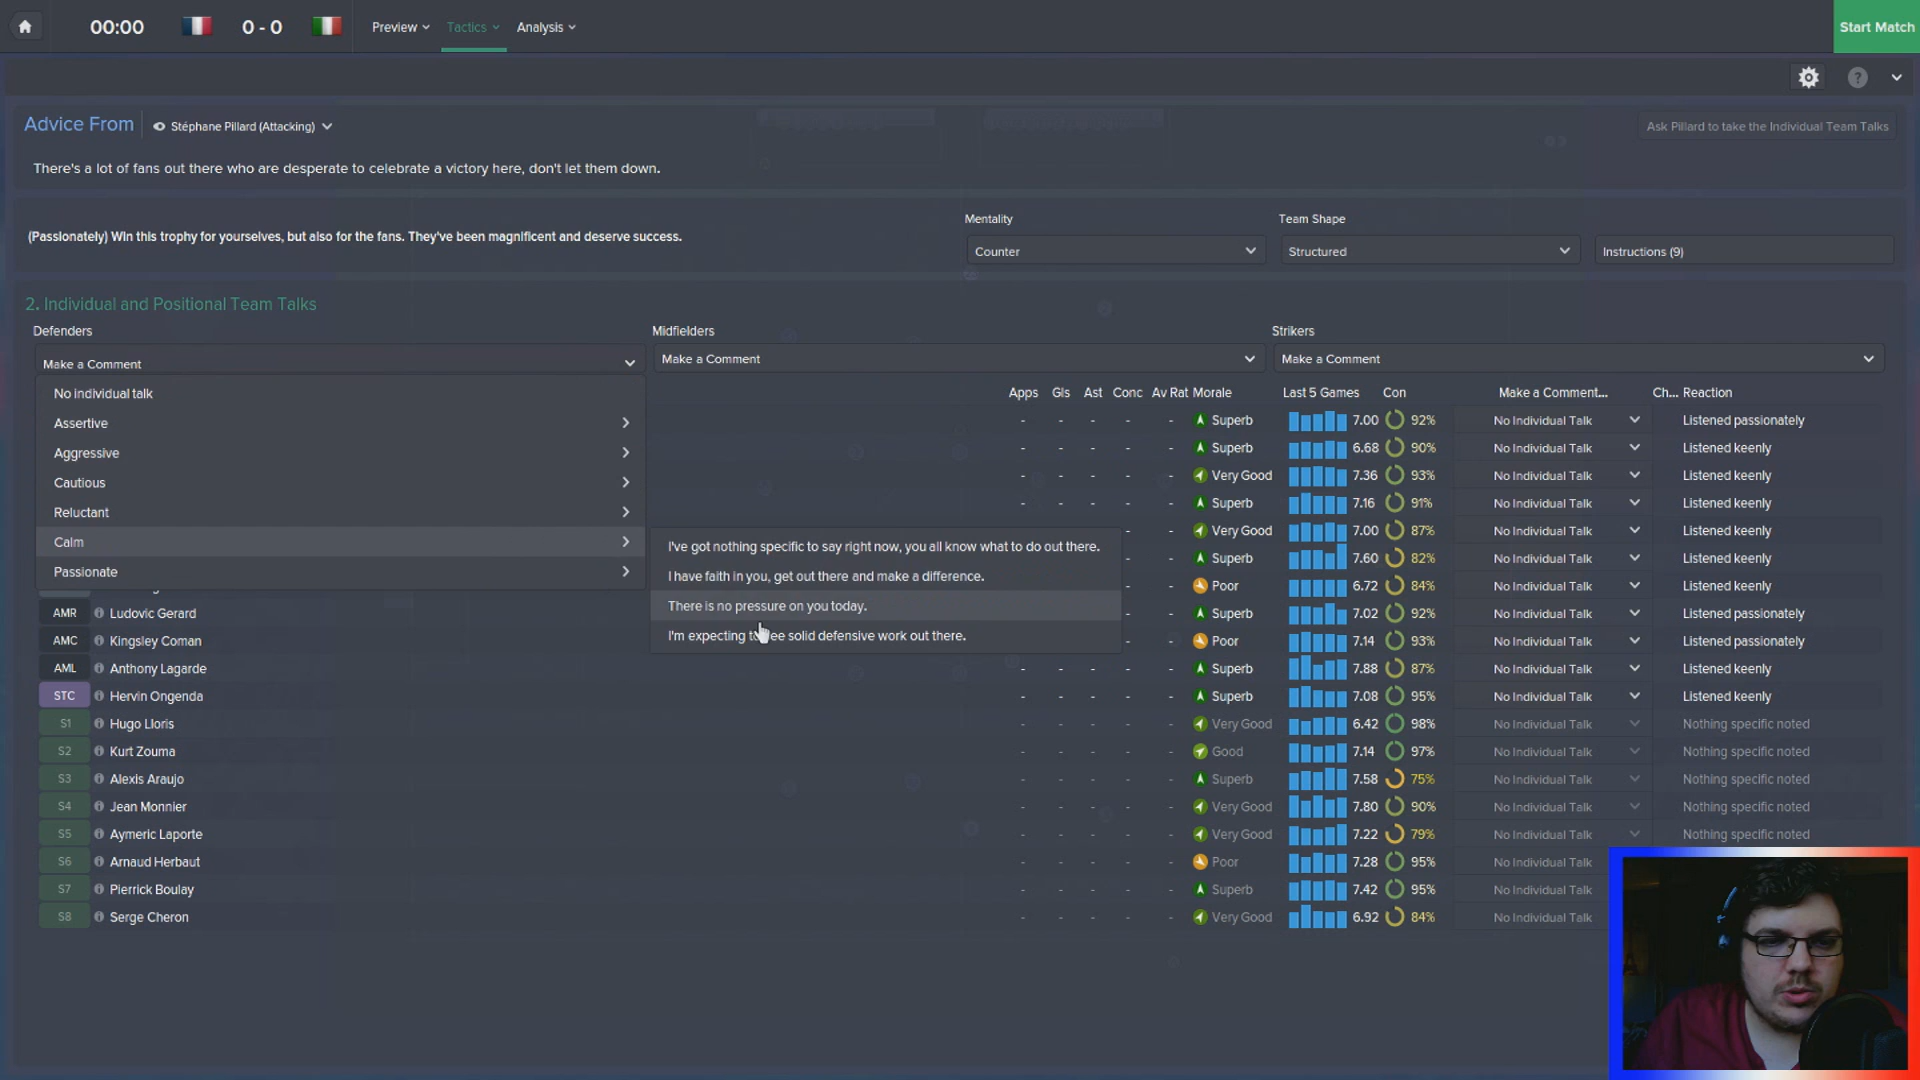 00:00 0 - 0 Preview Tactics Analysis Start Match
?
Advice From Stéphane Pillard (Attacking) Ask Pillard to take the Individual Team Talks
There's a lot of fans out there who are desperate to celebrate a victory here, don't let them down.
Mentality Team Shape
(Passionately) Win this trophy for yourselves, but also for the fans. They've been magnificent and deserve success.
Counter Structured Instructions (9)
2. Individual and Positional Team Talks
Defenders Midfielders Strikers
Make a Comment Make a Comment Make a Comment
No individual talk Apps Gls Ast Conc Av Rat Morale Last 5 Games Con Make a Comment... Ch... Reaction
Assertive - - - - - Superb 7.00 92% No Individual Talk Listened passionately
Aggressive - - - - - Superb 6.68 90% No Individual Talk Listened keenly
Cautious - - - - - Very Good 7.36 93% No Individual Talk Listened keenly
Reluctant - - - - - Superb 7.16 91% No Individual Talk Listened keenly
Calm - - Very Good 7.00 87% No Individual Talk Listened keenly
I've got nothing specific to say right now, you all know what to do out there. - - Superb 7.60 82% No Individual Talk Listened keenly
Passionate I have faith in you, get out there and make a difference. - - Poor 6.72 84% No Individual Talk Listened keenly
There is no pressure on you today.
AMR Ludovic Gerard - - Superb 7.02 92% No Individual Talk Listened passionately
I'm expecting to see solid defensive work out there.
AMC Kingsley Coman - - Poor 7.14 93% No Individual Talk Listened passionately
AML Anthony Lagarde - - - - - Superb 7.88 87% No Individual Talk Listened keenly
STC Hervin Ongenda - - - - - Superb 7.08 95% No Individual Talk Listened keenly
S1 Hugo Lloris - - - - - Very Good 6.42 98% No Individual Talk Nothing specific noted
S2 Kurt Zouma - - - - - Good 7.14 97% No Individual Talk Nothing specific noted
S3 Alexis Araujo - - - - - Superb 7.58 75% No Individual Talk Nothing specific noted
S4 Jean Monnier - - - - - Very Good 7.80 90% No Individual Talk Nothing specific noted
S5 Aymeric Laporte - - - - - Very Good 7.22 79% No Individual Talk Nothing specific noted
S6 Arnaud Herbaut - - - - - Poor 7.28 95% No Individual Talk
S7 Pierrick Boulay - - - - - Superb 7.42 95% No Individual Talk
S8 Serge Cheron - - - - - Very Good 6.92 84% No Individual Talk